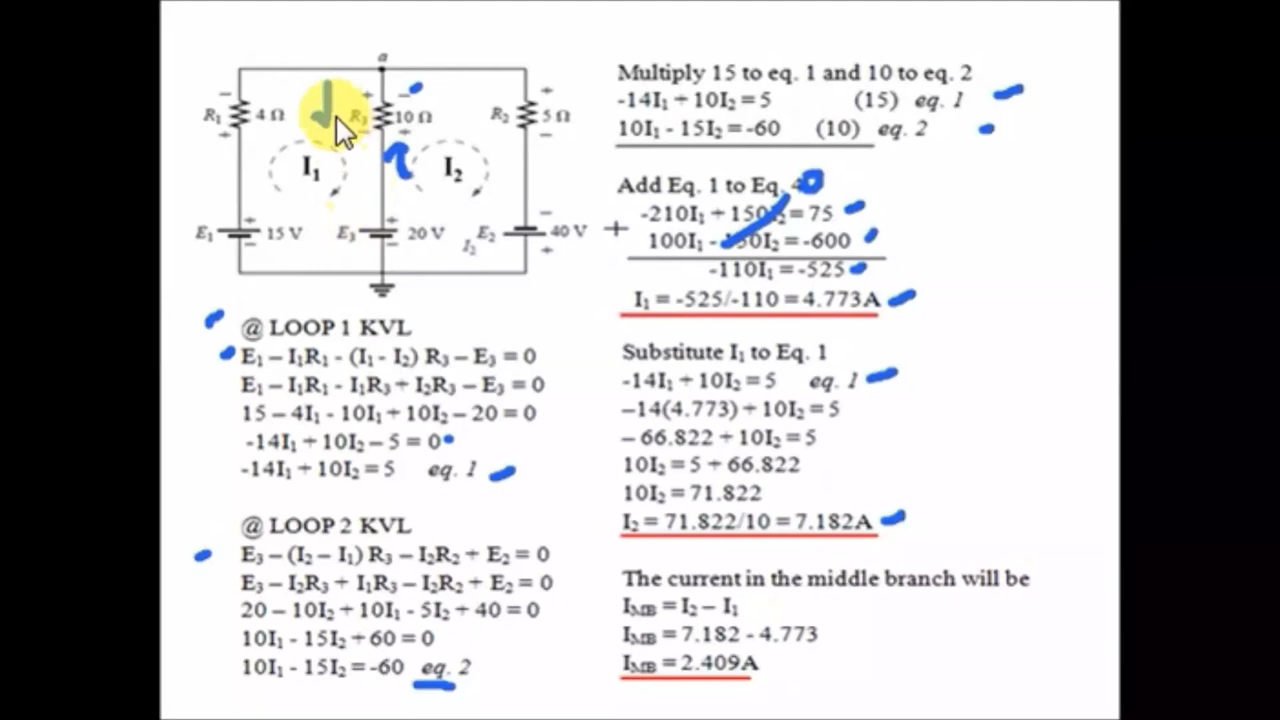 a
R₁ 4 Ω R₃ 10 Ω R₂ 5 Ω
I₁ I₂
E₁ 15 V E₃ 20 V I₂ E₂ 40 V
@ LOOP 1 KVL
E₁ – I₁R₁ - (I₁ - I₂) R₃ – E₃ = 0
E₁ – I₁R₁ - I₁R₃ + I₂R₃ – E₃ = 0
15 – 4I₁ - 10I₁ + 10I₂ – 20 = 0
-14I₁ + 10I₂ – 5 = 0
-14I₁ + 10I₂ = 5 eq. 1
@ LOOP 2 KVL
E₃ – (I₂ – I₁) R₃ – I₂R₂ + E₂ = 0
E₃ – I₂R₃ + I₁R₃ – I₂R₂ + E₂ = 0
20 – 10I₂ + 10I₁ - 5I₂ + 40 = 0
10I₁ - 15I₂ + 60 = 0
10I₁ - 15I₂ = -60 eq. 2
Multiply 15 to eq. 1 and 10 to eq. 2
-14I₁ + 10I₂ = 5 (15) eq. 1
10I₁ - 15I₂ = -60 (10) eq. 2
Add Eq. 1 to Eq.
-210I₁ + 150I₂ = 75
+ 100I₁ - 150I₂ = -600
-110I₁ = -525
I₁ = -525/-110 = 4.773A
Substitute I₁ to Eq. 1
-14I₁ + 10I₂ = 5 eq. 1
–14(4.773) + 10I₂ = 5
– 66.822 + 10I₂ = 5
10I₂ = 5 + 66.822
10I₂ = 71.822
I₂ = 71.822/10 = 7.182A
The current in the middle branch will be
I_MB = I₂ – I₁
I_MB = 7.182 - 4.773
I_MB = 2.409A